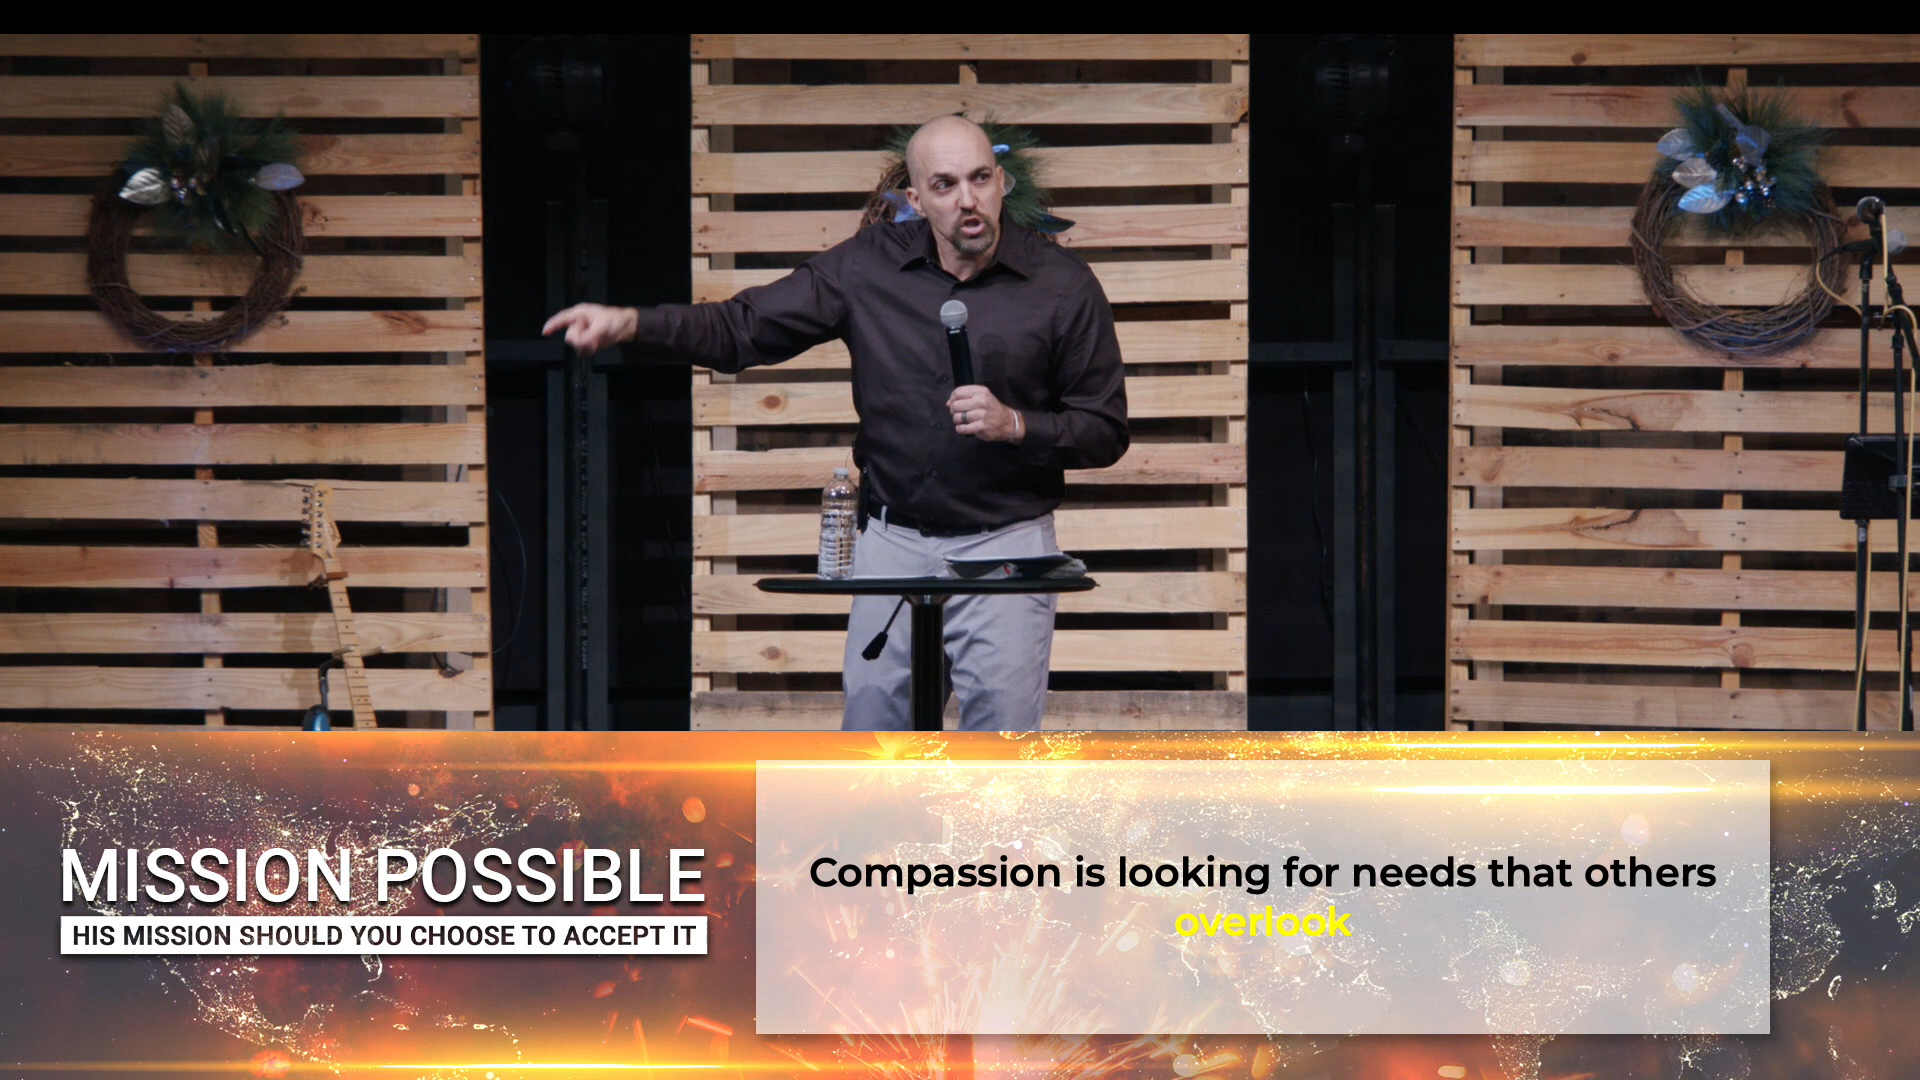 MISSION POSSIBLE
HIS MISSION SHOULD YOU CHOOSE TO ACCEPT IT
Compassion is looking for needs that others
overlook